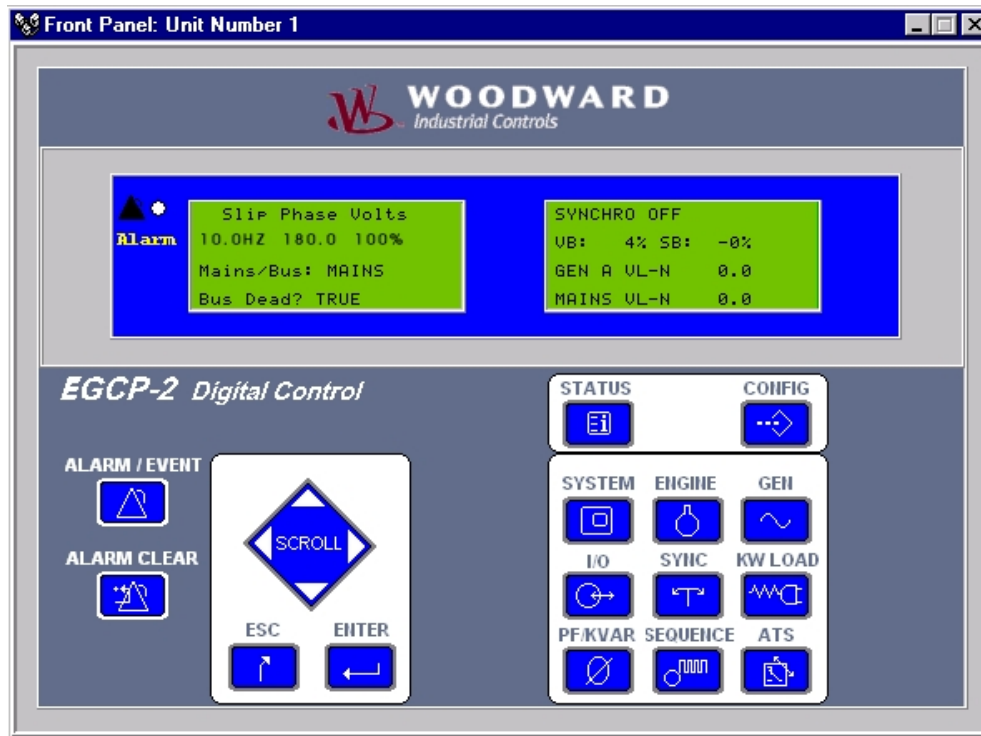 Front Panel: Unit Number 1
WOODWARD
Industrial Controls
Alarm
Slip Phase Volts
10.0HZ 180.0 100%
Mains/Bus: MAINS
Bus Dead? TRUE
SYNCHRO OFF
VB: 4% SB: -0%
GEN A VL-N 0.0
MAINS VL-N 0.0
EGCP-2 Digital Control
STATUS CONFIG
ALARM / EVENT
ALARM CLEAR
SCROLL
ESC ENTER
SYSTEM ENGINE GEN
I/O SYNC KW LOAD
PF/KVAR SEQUENCE ATS